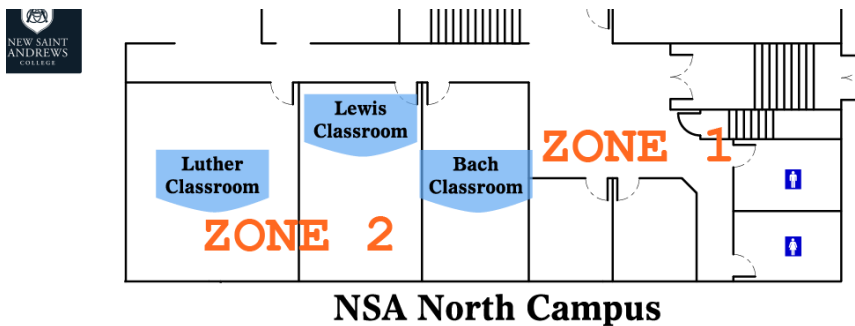 NEW SAINT
ANDREWS
COLLEGE
Lewis
Classroom
ZONE 1
Luther
Classroom
Bach
Classroom
ZONE 2
NSA North Campus